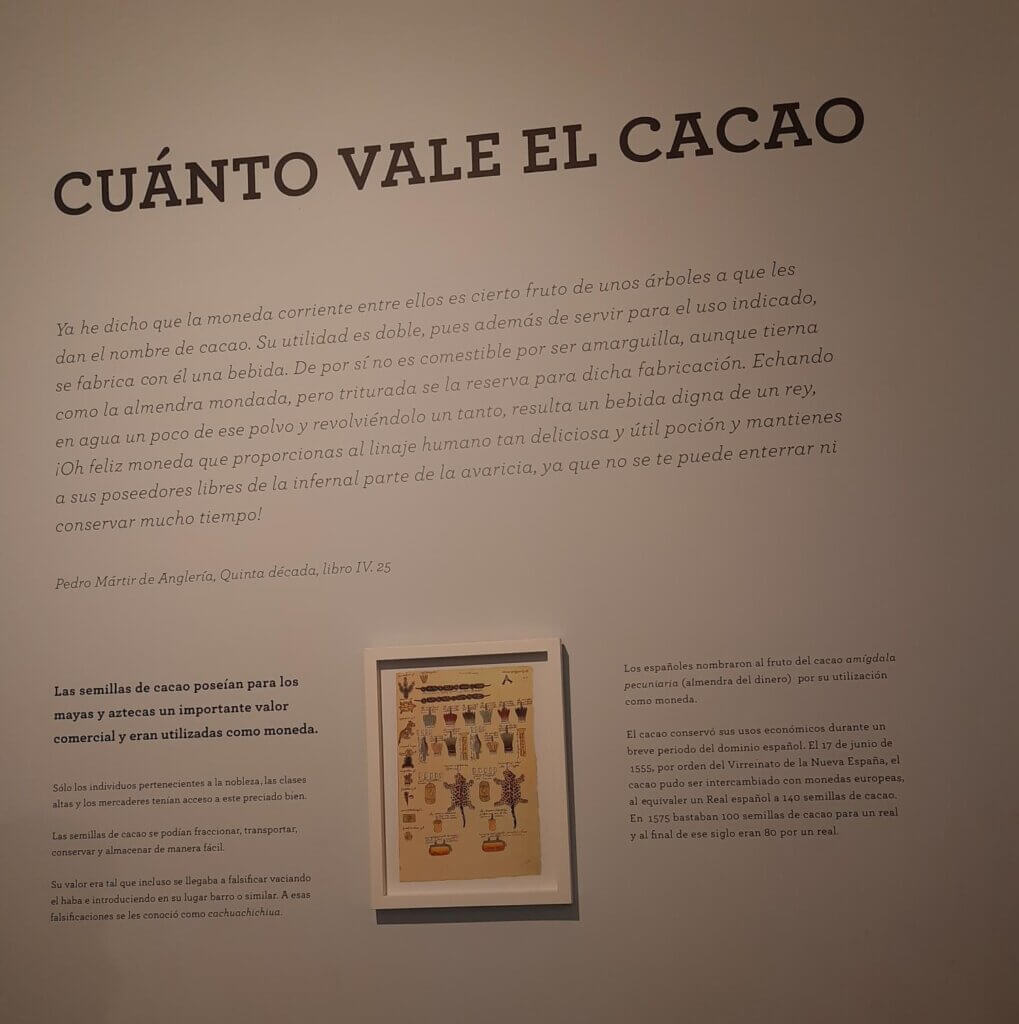 CUÁNTO VALE EL CACAO
Ya he dicho que la moneda corriente entre ellos es cierto fruto de unos árboles a que les
dan el nombre de cacao. Su utilidad es doble, pues además de servir para el uso indicado,
se fabrica con él una bebida. De por sí no es comestible por ser amarguilla, aunque tierna
como la almendra mondada, pero triturada se la reserva para dicha fabricación. Echando
en agua un poco de ese polvo y revolviéndolo un tanto, resulta un bebida digna de un rey,
¡Oh feliz moneda que proporcionas al linaje humano tan deliciosa y útil poción y mantienes
a sus poseedores libres de la infernal parte de la avaricia, ya que no se te puede enterrar ni
conservar mucho tiempo!
Pedro Mártir de Anglería, Quinta década, libro IV. 25
Las semillas de cacao poseían para los
mayas y aztecas un importante valor
comercial y eran utilizadas como moneda.
Sólo los individuos pertenecientes a la nobleza, las clases
altas y los mercaderes tenían acceso a este preciado bien.
Las semillas de cacao se podían fraccionar, transportar,
conservar y almacenar de manera fácil.
Su valor era tal que incluso se llegaba a falsificar vaciando
el haba e introduciendo en su lugar barro o similar. A esas
falsificaciones se les conoció como cachuachichiua.
Los españoles nombraron al fruto del cacao amígdala
pecuniaria (almendra del dinero) por su utilización
como moneda.
El cacao conservó sus usos económicos durante un
breve periodo del dominio español. El 17 de junio de
1555, por orden del Virreinato de la Nueva España, el
cacao pudo ser intercambiado con monedas europeas,
al equivaler un Real español a 140 semillas de cacao.
En 1575 bastaban 100 semillas de cacao para un real
y al final de ese siglo eran 80 por un real.